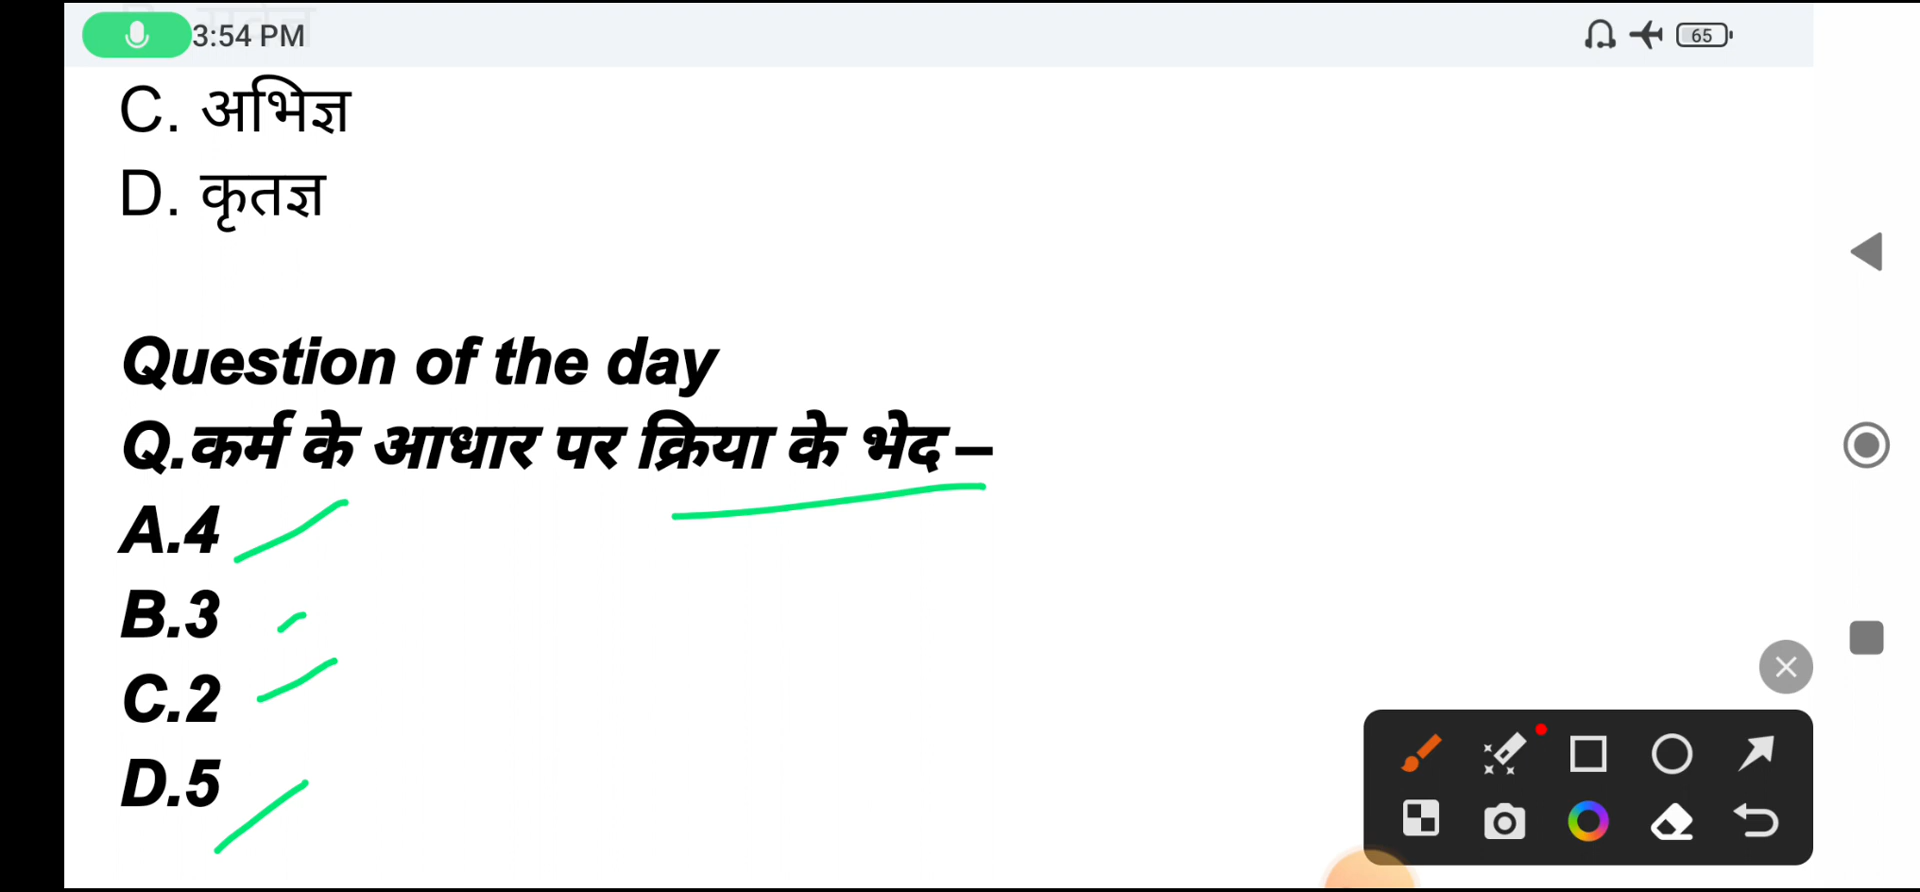 3:54 PM
65
C. अभिज्ञ
D. कृतज्ञ
Question of the day
Q.कर्म के आधार पर क्रिया के भेद –
A.4
B.3
C.2
D.5